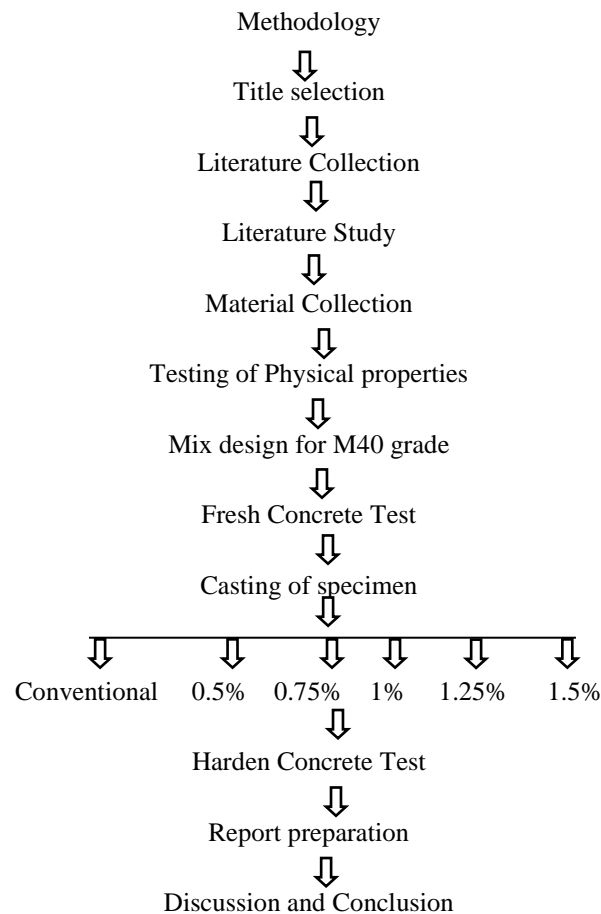 Methodology
Title selection
Literature Collection
Literature Study
Material Collection
Testing of Physical properties
Mix design for M40 grade
Fresh Concrete Test
Casting of specimen
Conventional 0.5% 0.75% 1% 1.25% 1.5%
Harden Concrete Test
Report preparation
Discussion and Conclusion